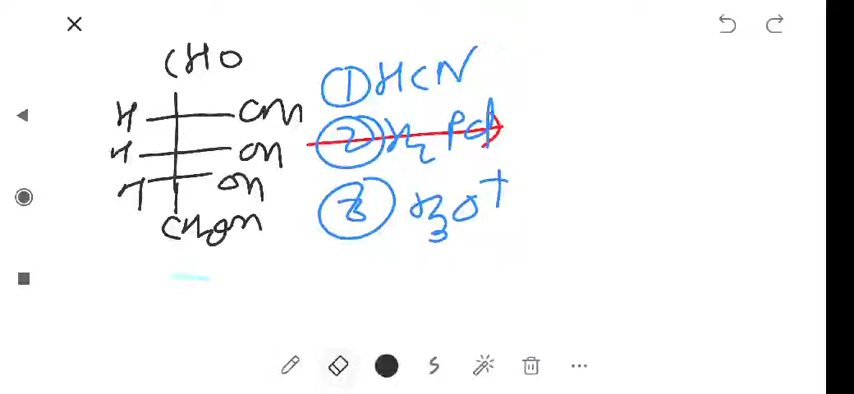 CHO
H OH
H OH
H OH
CH2OH
① HCN
② H2 Pd
③ H3O+